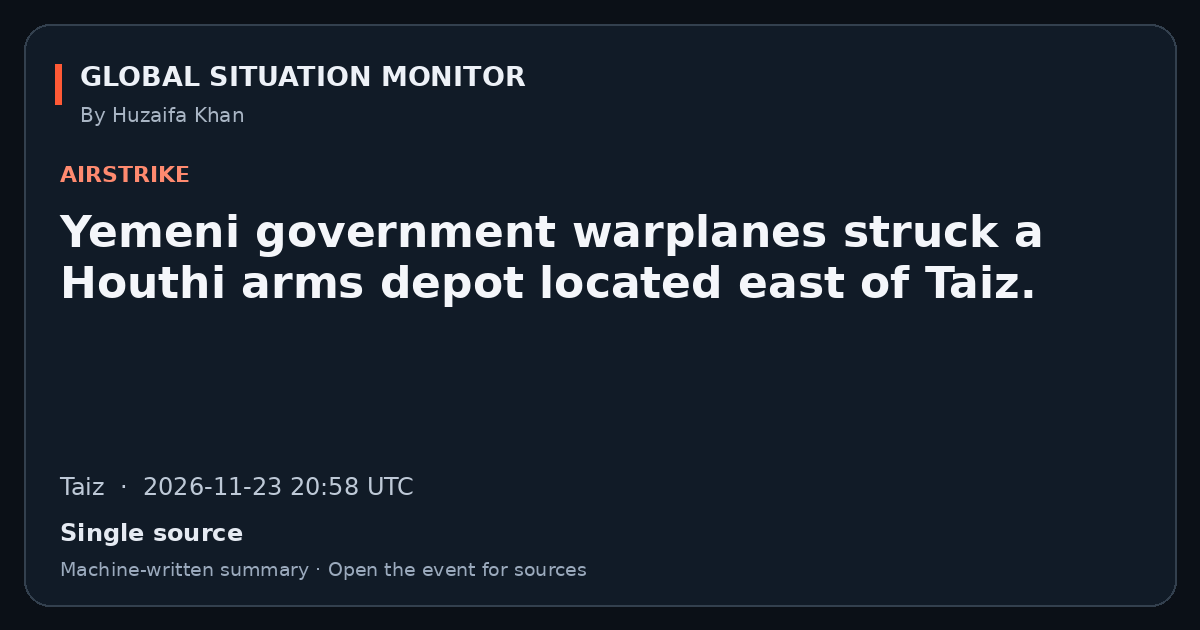 GLOBAL SITUATION MONITOR
By Huzaifa Khan
AIRSTRIKE
Yemeni government warplanes struck a
Houthi arms depot located east of Taiz.
Taiz · 2026-11-23 20:58 UTC
Single source
Machine-written summary · Open the event for sources